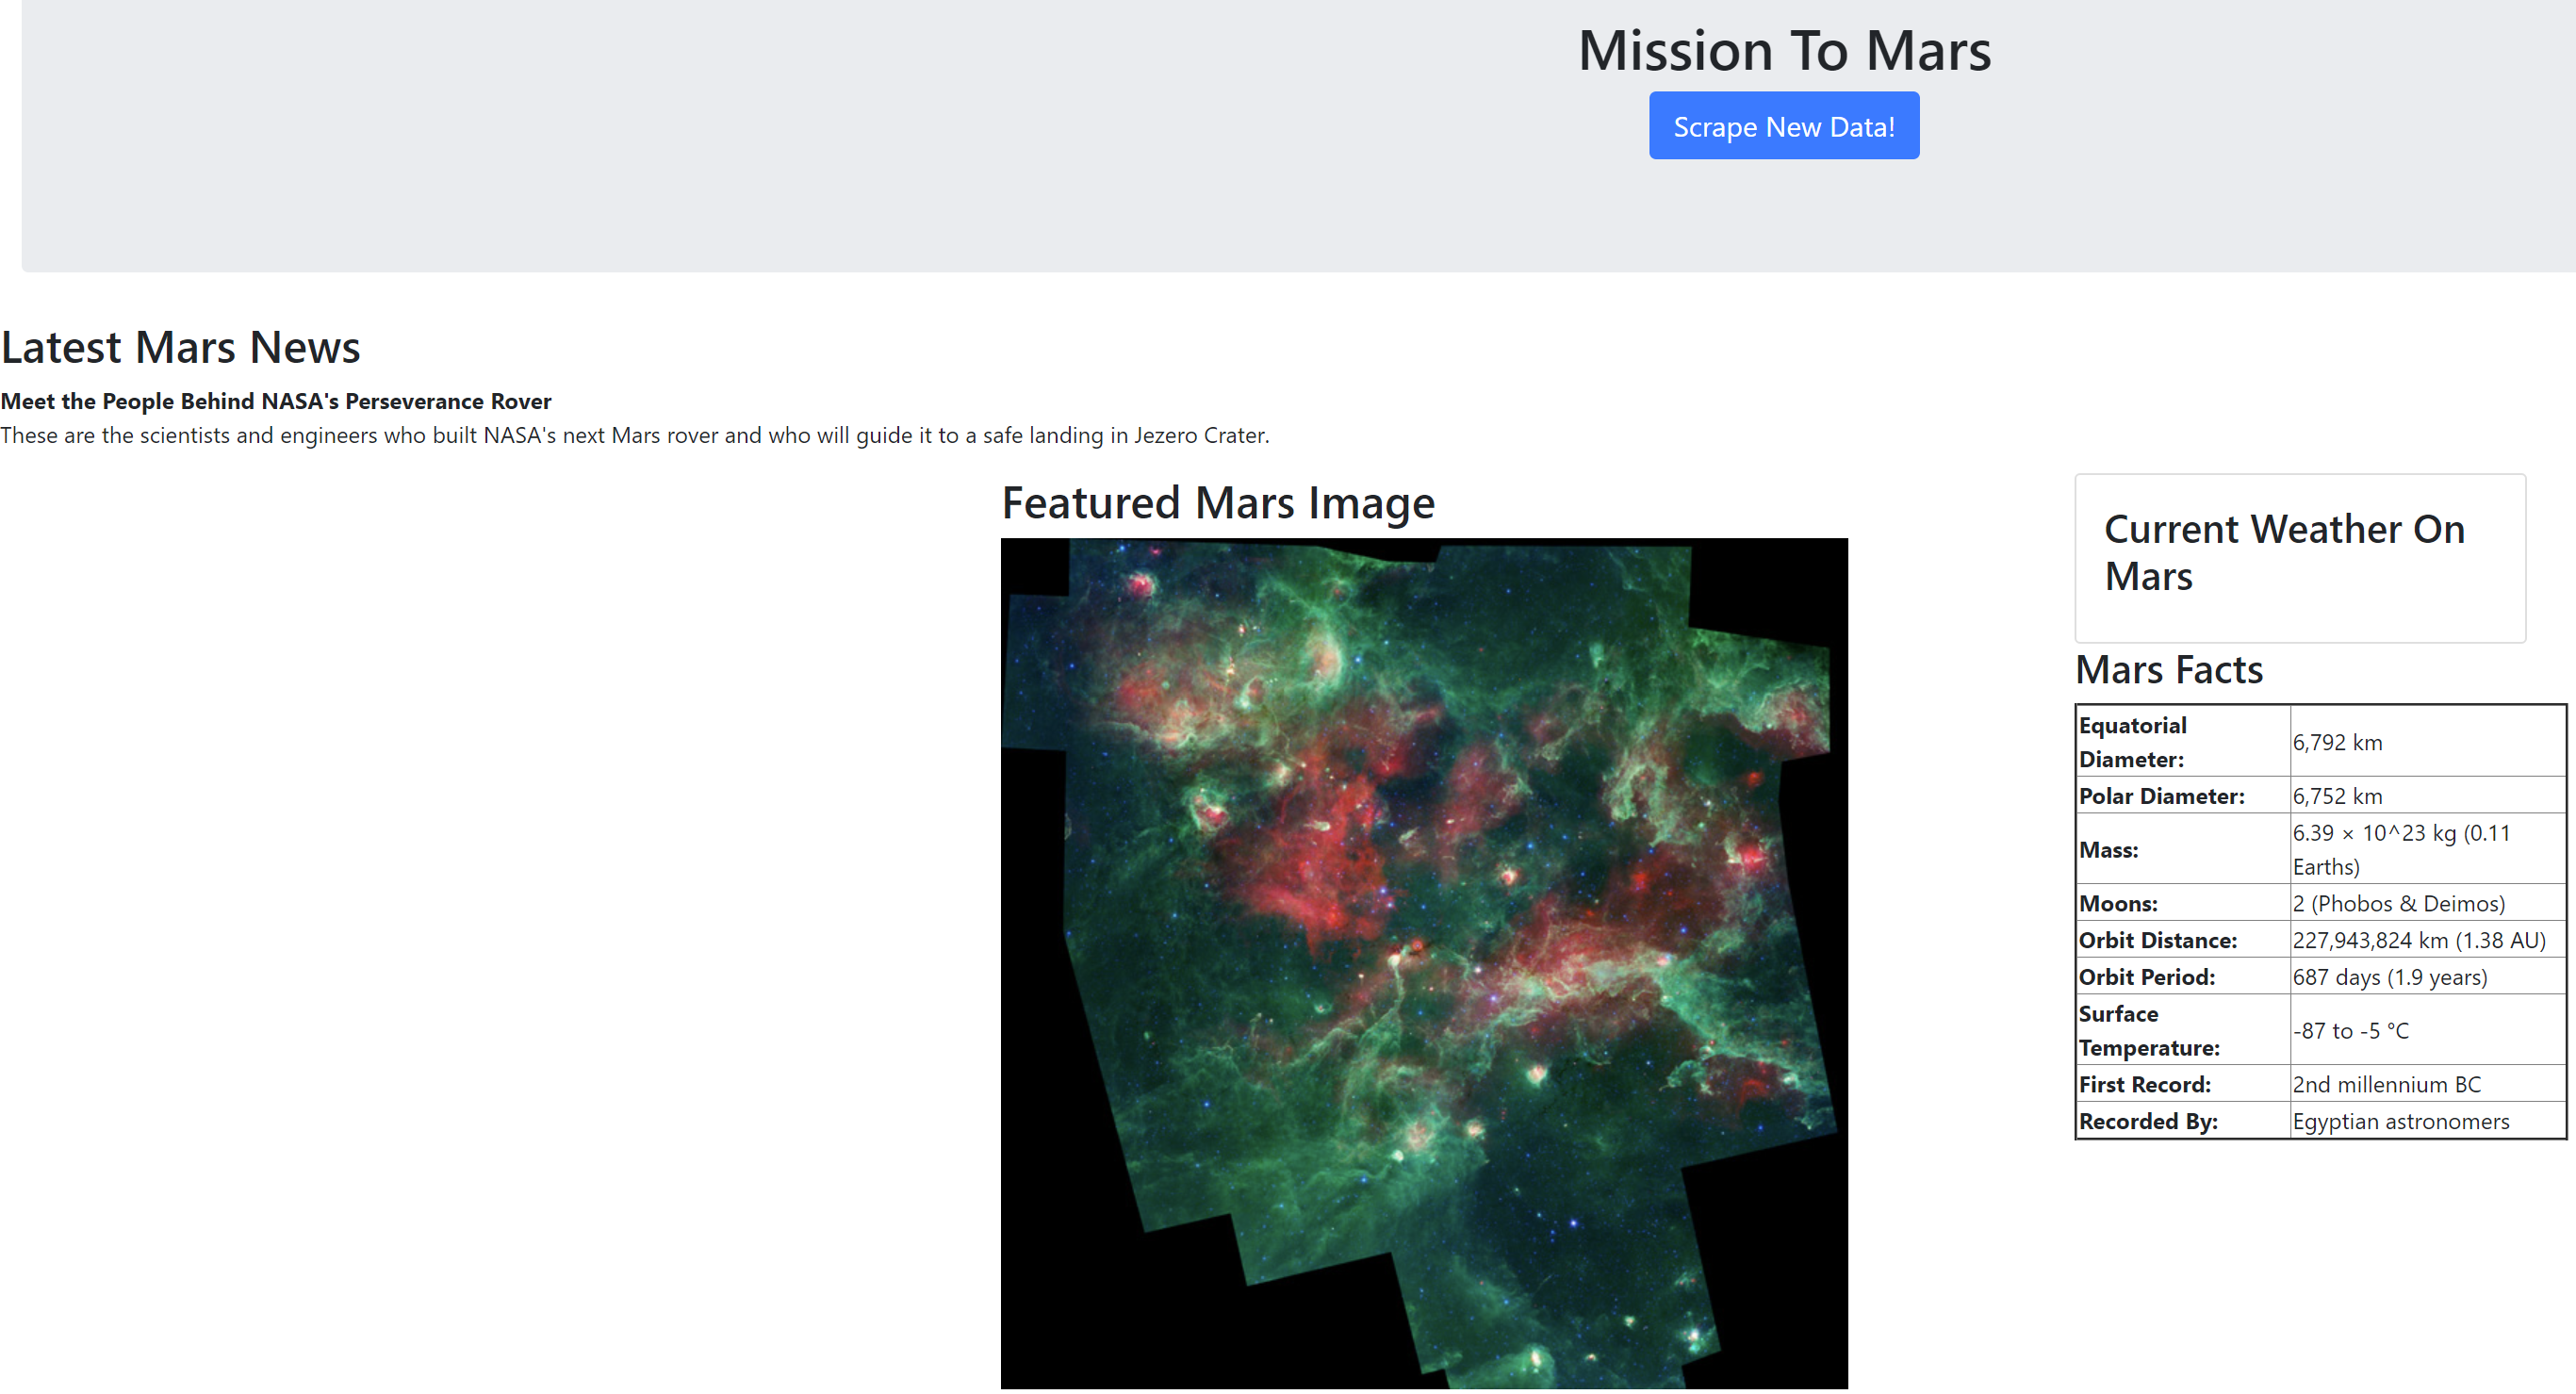 Mission To Mars
Scrape New Data!
Latest Mars News
Meet the People Behind NASA's Perseverance Rover
These are the scientists and engineers who built NASA's next Mars rover and who will guide it to a safe landing in Jezero Crater.
Featured Mars Image
Current Weather On
Mars
Mars Facts
Equatorial
Diameter: 6,792 km
Polar Diameter: 6,752 km
Mass: 6.39 × 10^23 kg (0.11
Earths)
Moons: 2 (Phobos & Deimos)
Orbit Distance: 227,943,824 km (1.38 AU)
Orbit Period: 687 days (1.9 years)
Surface
Temperature: -87 to -5 °C
First Record: 2nd millennium BC
Recorded By: Egyptian astronomers